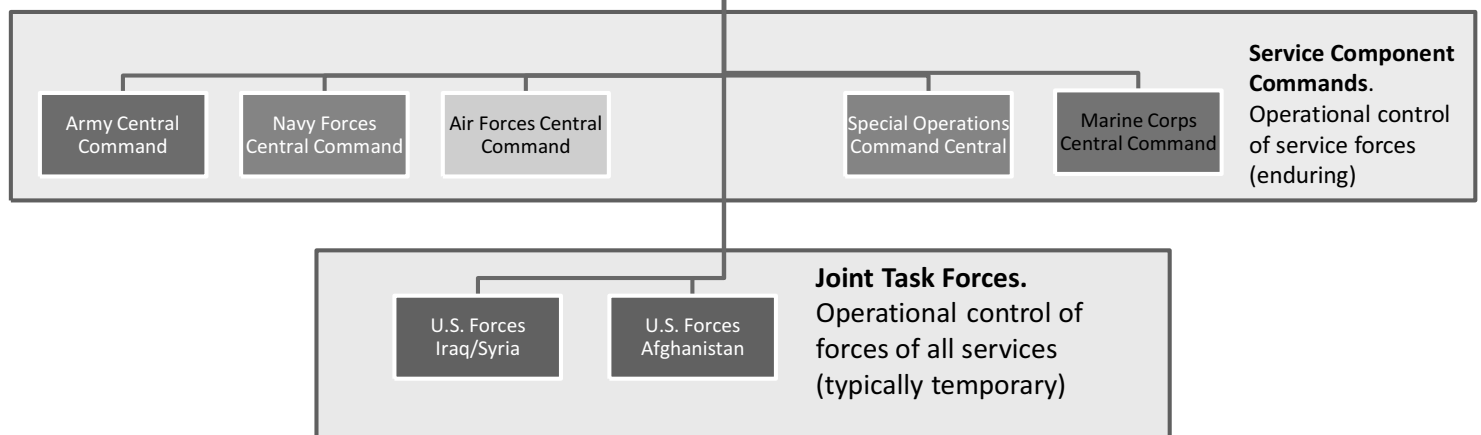 Army Central
Command
Navy Forces
Central Command
Air Forces Central
Command
Special Operations
Command Central
Marine Corps
Central Command
Service Component
Commands.
Operational control
of service forces
(enduring)
U.S. Forces
Iraq/Syria
U.S. Forces
Afghanistan
Joint Task Forces.
Operational control of
forces of all services
(typically temporary)